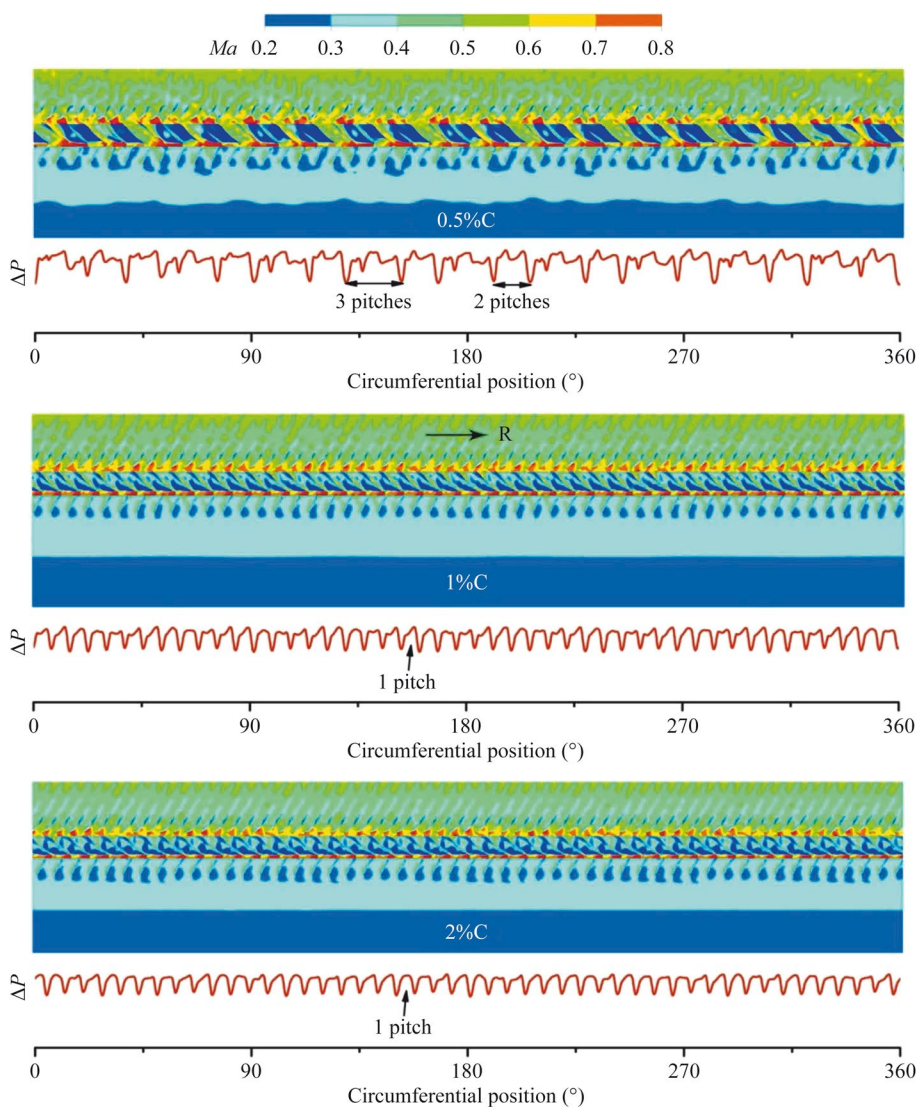 Ma 0.2 0.3 0.4 0.5 0.6 0.7 0.8
0.5%C
ΔP
3 pitches 2 pitches
0 90 180 270 360
Circumferential position (°)
R
1%C
ΔP
1 pitch
0 90 180 270 360
Circumferential position (°)
2%C
ΔP
1 pitch
0 90 180 270 360
Circumferential position (°)